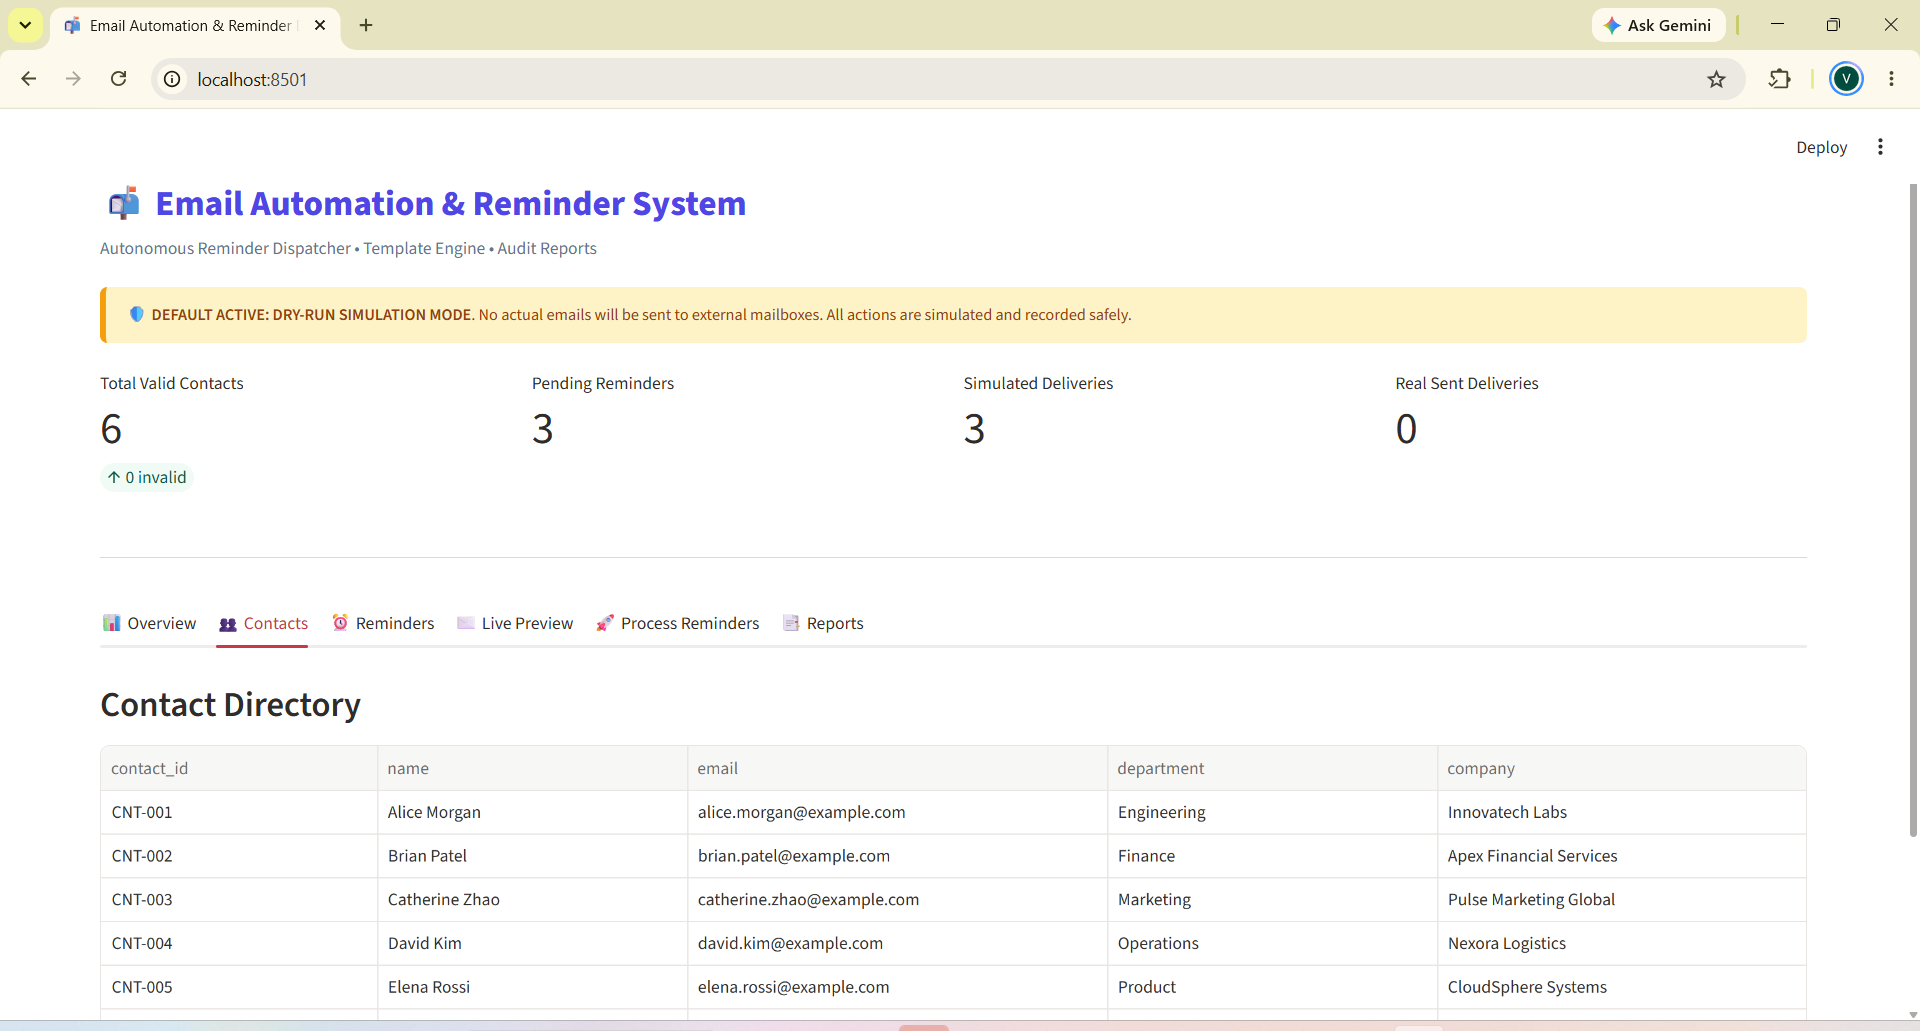 Email Automation & Reminder
Ask Gemini
localhost:8501
V
Deploy
Email Automation & Reminder System
Autonomous Reminder Dispatcher • Template Engine • Audit Reports
DEFAULT ACTIVE: DRY-RUN SIMULATION MODE. No actual emails will be sent to external mailboxes. All actions are simulated and recorded safely.
Total Valid Contacts
6
↑ 0 invalid
Pending Reminders
3
Simulated Deliveries
3
Real Sent Deliveries
0
Overview Contacts Reminders Live Preview Process Reminders Reports
Contact Directory
contact_id name email department company
CNT-001 Alice Morgan alice.morgan@example.com Engineering Innovatech Labs
CNT-002 Brian Patel brian.patel@example.com Finance Apex Financial Services
CNT-003 Catherine Zhao catherine.zhao@example.com Marketing Pulse Marketing Global
CNT-004 David Kim david.kim@example.com Operations Nexora Logistics
CNT-005 Elena Rossi elena.rossi@example.com Product CloudSphere Systems